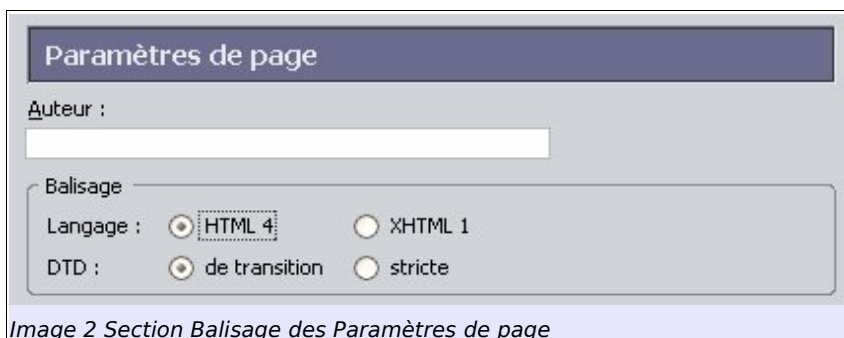 Paramètres de page
Auteur :
Balisage
Langage : HTML 4 XHTML 1
DTD : de transition stricte
Image 2 Section Balisage des Paramètres de page